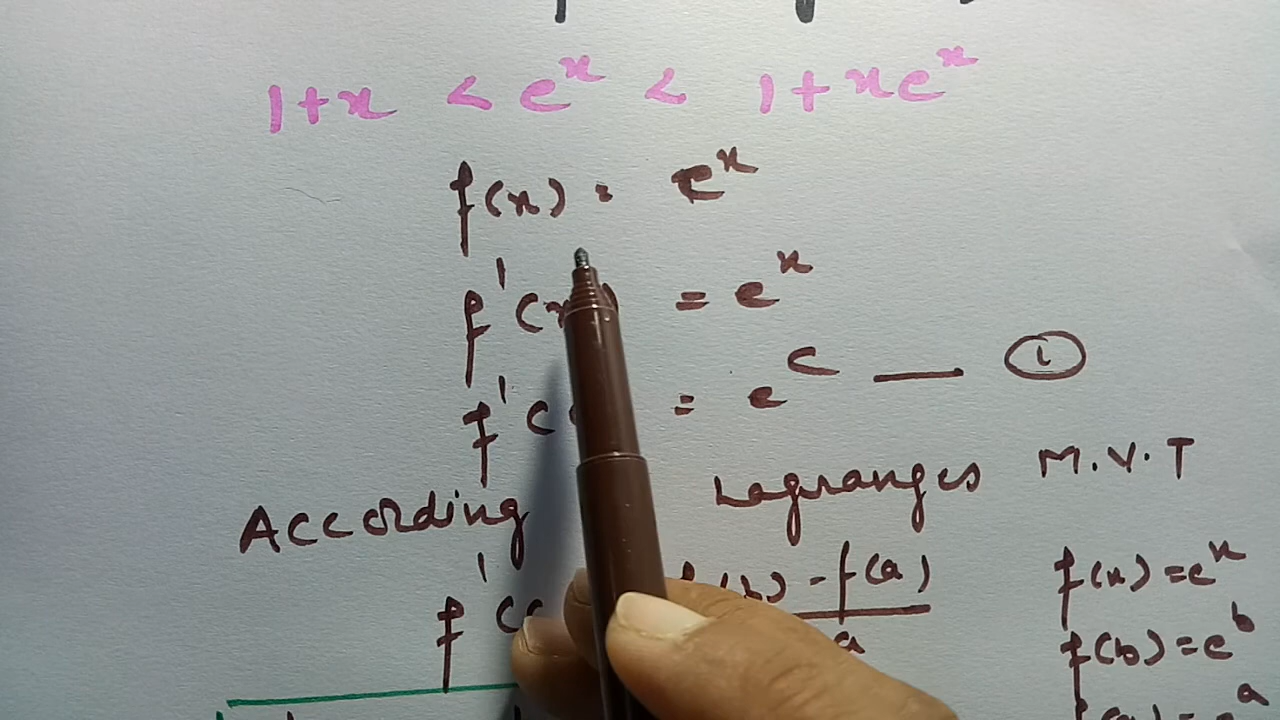 1+x < e^x < 1+xe^x
f(x) = e^x
f'(x) = e^x
f'(c) = e^c — ①
According Lagranges M.V.T
f'(c f(b) - f(a)
a
f(x) = e^x
f(b) = e^b